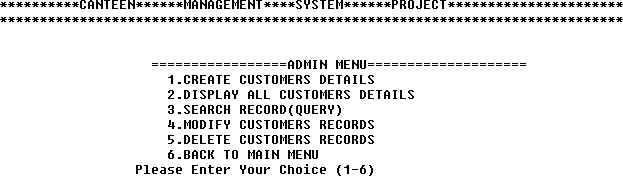 **********CANTEEN******MANAGEMENT****SYSTEM******PROJECT**********************
******************************************************************************
=================ADMIN MENU====================
1.CREATE CUSTOMERS DETAILS
2.DISPLAY ALL CUSTOMERS DETAILS
3.SEARCH RECORD(QUERY)
4.MODIFY CUSTOMERS RECORDS
5.DELETE CUSTOMERS RECORDS
6.BACK TO MAIN MENU
Please Enter Your Choice (1-6)